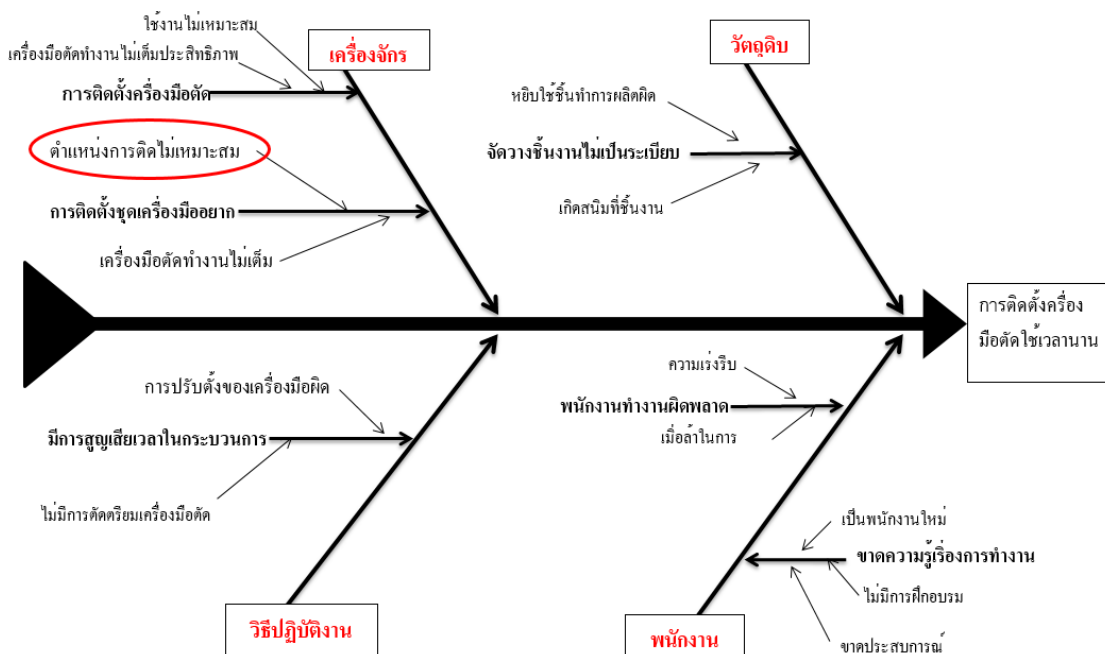 ใช้งานไม่เหมาะสม
เครื่องมือตัดทำงานไม่เต็มประสิทธิภาพ
เครื่องจักร
การติดตั้งเครื่องมือตัด
ตำแหน่งการติดไม่เหมาะสม
การติดตั้งชุดเครื่องมืออยาก
เครื่องมือตัดทำงานไม่เต็ม
วัตถุดิบ
หยิบใช้ชิ้นทำการผลิตผิด
จัดวางชิ้นงานไม่เป็นระเบียบ
เกิดสนิมที่ชิ้นงาน
การติดตั้งครื่อง
มือตัดใช้เวลานาน
การปรับตั้งของเครื่องมือผิด
มีการสูญเสียเวลาในกระบวนการ
ไม่มีการตัดตรียมเครื่องมือตัด
วิธีปฏิบัติงาน
ความเร่งรีบ
พนักงานทำงานผิดพลาด
เมื่อล้าในการ
เป็นพนักงานใหม่
ขาดความรู้เรื่องการทำงาน
ไม่มีการฝึกอบรม
ขาดประสบการณ์
พนักงาน